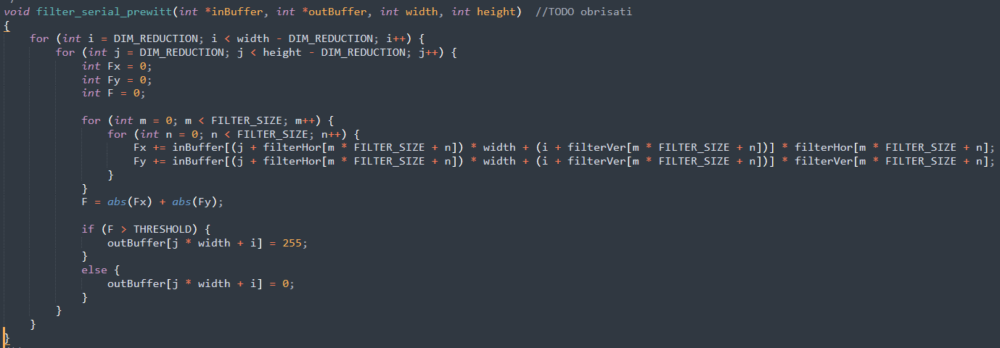 void filter_serial_prewitt(int *inBuffer, int *outBuffer, int width, int height)  //TODO obrisati
{
    for (int i = DIM_REDUCTION; i < width - DIM_REDUCTION; i++) {
        for (int j = DIM_REDUCTION; j < height - DIM_REDUCTION; j++) {
            int Fx = 0;
            int Fy = 0;
            int F = 0;

            for (int m = 0; m < FILTER_SIZE; m++) {
                for (int n = 0; n < FILTER_SIZE; n++) {
                    Fx += inBuffer[(j + filterHor[m * FILTER_SIZE + n]) * width + (i + filterVer[m * FILTER_SIZE + n])] * filterHor[m * FILTER_SIZE + n];
                    Fy += inBuffer[(j + filterHor[m * FILTER_SIZE + n]) * width + (i + filterVer[m * FILTER_SIZE + n])] * filterVer[m * FILTER_SIZE + n];
                }
            }
            F = abs(Fx) + abs(Fy);

            if (F > THRESHOLD) {
                outBuffer[j * width + i] = 255;
            }
            else {
                outBuffer[j * width + i] = 0;
            }
        }
    }
}